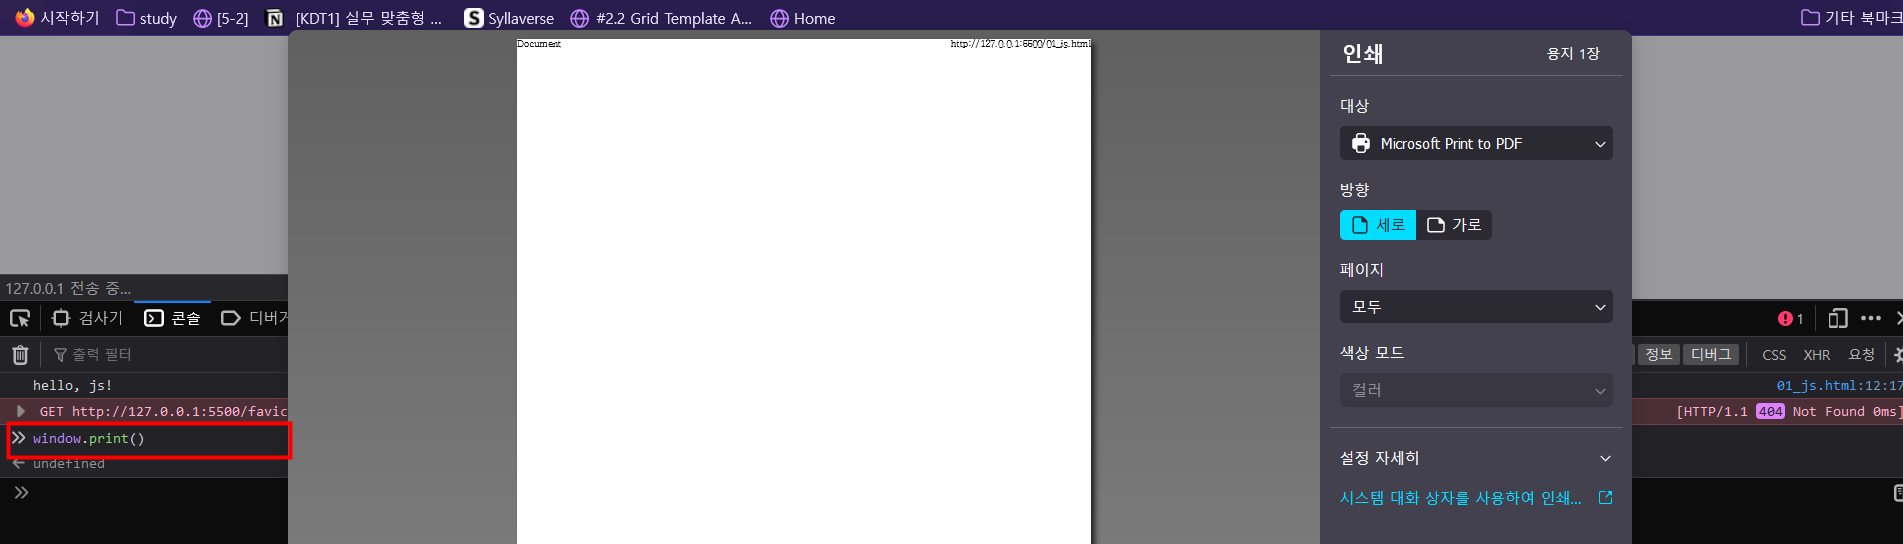 시작하기 study [5-2] [KDT1] 실무 맞춤형 ... Syllaverse #2.2 Grid Template A... Home 기타 북마크
Document http://127.0.0.1:5500/01_js.html
인쇄 용지 1장
대상
Microsoft Print to PDF
방향
세로 가로
페이지
모두
색상 모드
컬러
설정 자세히
시스템 대화 상자를 사용하여 인쇄...
127.0.0.1 전송 중...
검사기 콘솔 디버거 1
출력 필터 정보 디버그 CSS XHR 요청
hello, js! 01_js.html:12:17
GET http://127.0.0.1:5500/favic [HTTP/1.1 404 Not Found 0ms]
window.print()
undefined